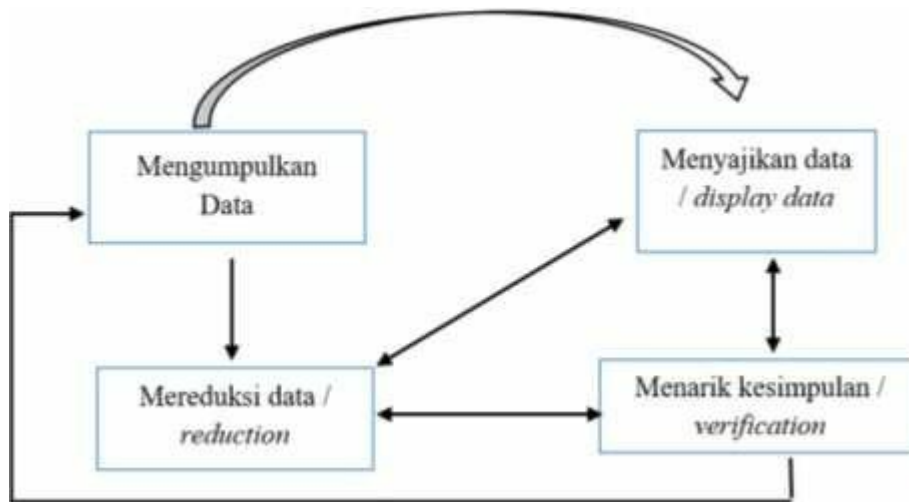 Mengumpulkan
Data
Menyajikan data
/ display data
Mereduksi data /
reduction
Menarik kesimpulan /
verification